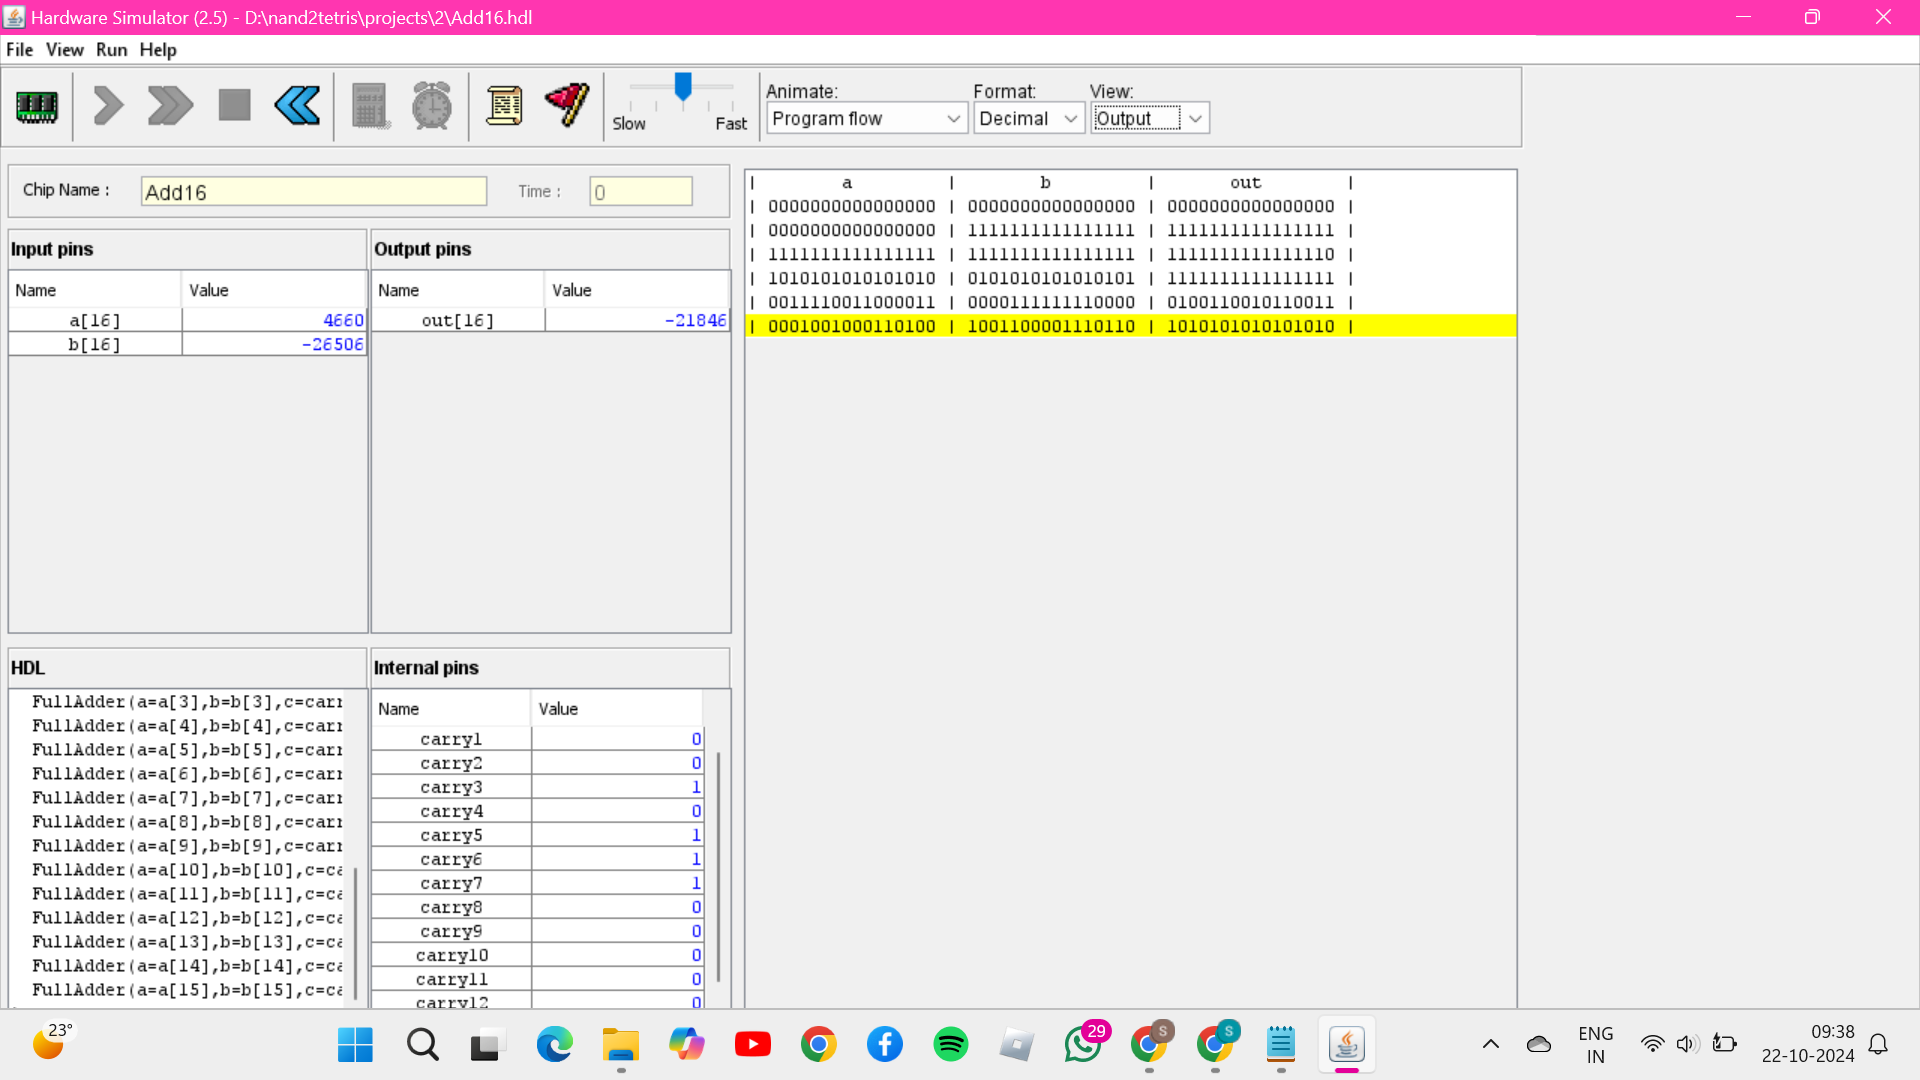 Hardware Simulator (2.5) - D:\nand2tetris\projects\2\Add16.hdl
File View Run Help
Slow Fast
Animate: Format: View:
Program flow Decimal Output
Chip Name : Add16 Time : 0
Input pins
Name Value
a[16] 4660
b[16] -26506
Output pins
Name Value
out[16] -21846
| a | b | out |
| 0000000000000000 | 0000000000000000 | 0000000000000000 |
| 0000000000000000 | 1111111111111111 | 1111111111111111 |
| 1111111111111111 | 1111111111111111 | 1111111111111110 |
| 1010101010101010 | 0101010101010101 | 1111111111111111 |
| 0011110011000011 | 0000111111110000 | 0100110010110011 |
| 0001001000110100 | 1001100001110110 | 1010101010101010 |
HDL
FullAdder(a=a[3],b=b[3],c=carr
FullAdder(a=a[4],b=b[4],c=carr
FullAdder(a=a[5],b=b[5],c=carr
FullAdder(a=a[6],b=b[6],c=carr
FullAdder(a=a[7],b=b[7],c=carr
FullAdder(a=a[8],b=b[8],c=carr
FullAdder(a=a[9],b=b[9],c=carr
FullAdder(a=a[10],b=b[10],c=ca
FullAdder(a=a[11],b=b[11],c=ca
FullAdder(a=a[12],b=b[12],c=ca
FullAdder(a=a[13],b=b[13],c=ca
FullAdder(a=a[14],b=b[14],c=ca
FullAdder(a=a[15],b=b[15],c=ca
Internal pins
Name Value
carry1 0
carry2 0
carry3 1
carry4 0
carry5 1
carry6 1
carry7 1
carry8 0
carry9 0
carry10 0
carry11 0
carry12 0
23°
29
S
S
ENG
IN
09:38
22-10-2024